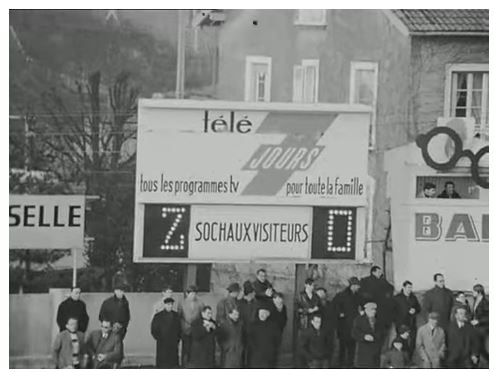 télé
7
JOURS
tous les programmes tv pour toute la famille
SELLE
2 SOCHAUX VISITEURS 0
BA